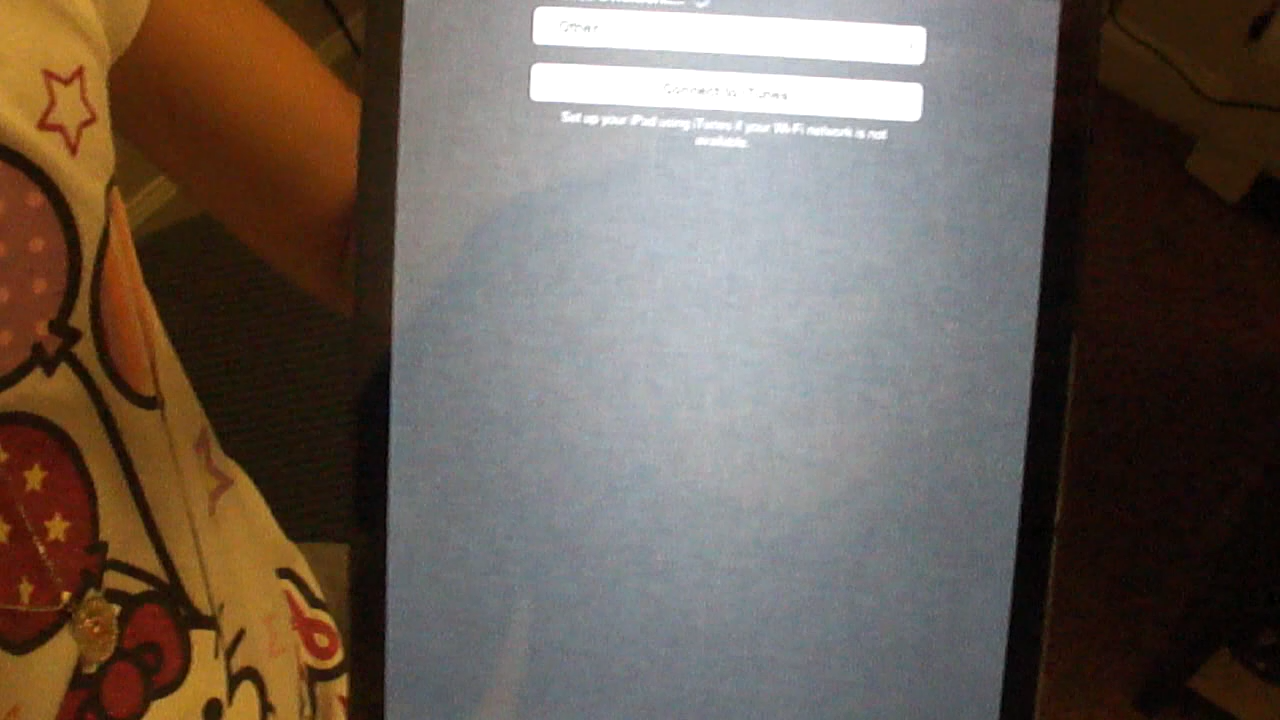 Other
Connect to iTunes
Set up your iPad using iTunes if your Wi-Fi network is not
available.